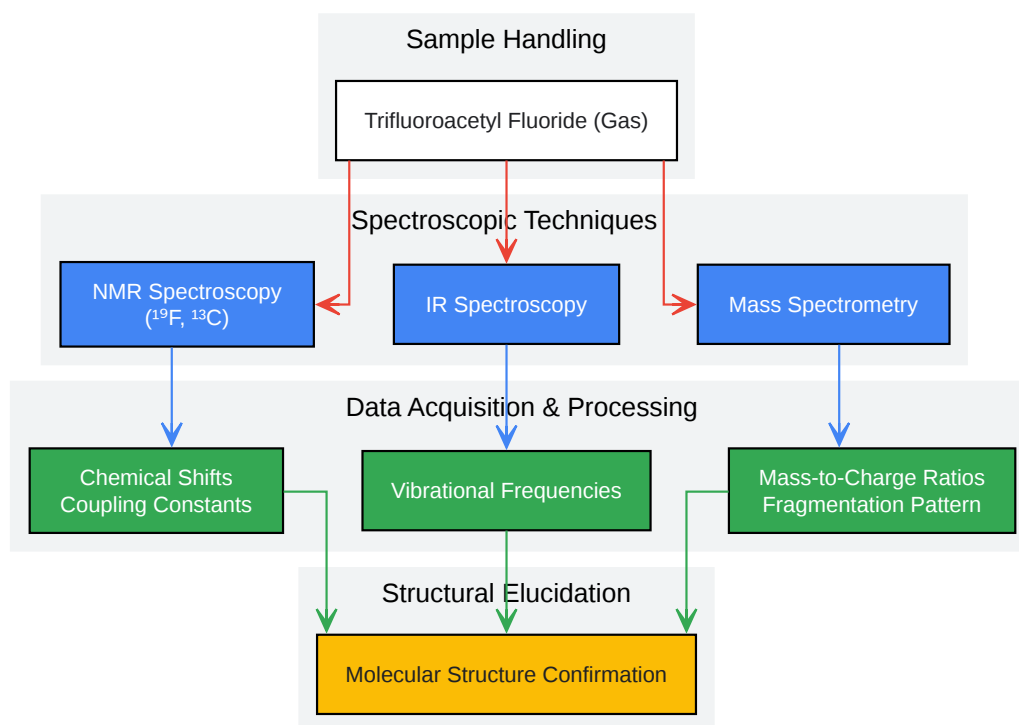 Sample Handling
Trifluoroacetyl Fluoride (Gas)
Spectroscopic Techniques
NMR Spectroscopy
(¹⁹F, ¹³C)
IR Spectroscopy
Mass Spectrometry
Data Acquisition & Processing
Chemical Shifts
Coupling Constants
Vibrational Frequencies
Mass-to-Charge Ratios
Fragmentation Pattern
Structural Elucidation
Molecular Structure Confirmation